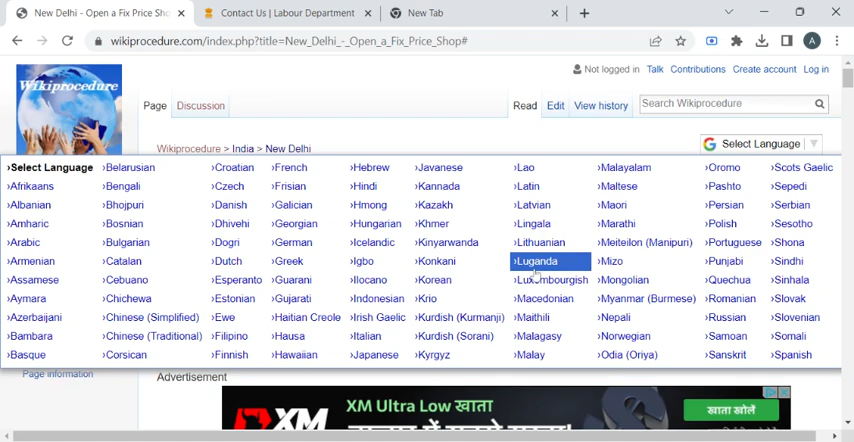 New Delhi - Open a Fix Price Sho
Contact Us | Labour Department
New Tab
wikiprocedure.com/index.php?title=New_Delhi_-_Open_a_Fix_Price_Shop#
A
Wikiprocedure
Not logged in Talk Contributions Create account Log in
Page Discussion Read Edit View history Search Wikiprocedure
Wikiprocedure > India > New Delhi
G Select Language
›Select Language ›Belarusian ›Croatian ›French ›Hebrew ›Javanese ›Lao ›Malayalam ›Oromo ›Scots Gaelic
›Afrikaans ›Bengali ›Czech ›Frisian ›Hindi ›Kannada ›Latin ›Maltese ›Pashto ›Sepedi
›Albanian ›Bhojpuri ›Danish ›Galician ›Hmong ›Kazakh ›Latvian ›Maori ›Persian ›Serbian
›Amharic ›Bosnian ›Dhivehi ›Georgian ›Hungarian ›Khmer ›Lingala ›Marathi ›Polish ›Sesotho
›Arabic ›Bulgarian ›Dogri ›German ›Icelandic ›Kinyarwanda ›Lithuanian ›Meiteilon (Manipuri) ›Portuguese ›Shona
›Armenian ›Catalan ›Dutch ›Greek ›Igbo ›Konkani ›Luganda ›Mizo ›Punjabi ›Sindhi
›Assamese ›Cebuano ›Esperanto ›Guarani ›Ilocano ›Korean ›Luxembourgish ›Mongolian ›Quechua ›Sinhala
›Aymara ›Chichewa ›Estonian ›Gujarati ›Indonesian ›Krio ›Macedonian ›Myanmar (Burmese) ›Romanian ›Slovak
›Azerbaijani ›Chinese (Simplified) ›Ewe ›Haitian Creole ›Irish Gaelic ›Kurdish (Kurmanji) ›Maithili ›Nepali ›Russian ›Slovenian
›Bambara ›Chinese (Traditional) ›Filipino ›Hausa ›Italian ›Kurdish (Sorani) ›Malagasy ›Norwegian ›Samoan ›Somali
›Basque ›Corsican ›Finnish ›Hawaiian ›Japanese ›Kyrgyz ›Malay ›Odia (Oriya) ›Sanskrit ›Spanish
Page information
Advertisement
XM
XM Ultra Low खाता
खाता खोलें